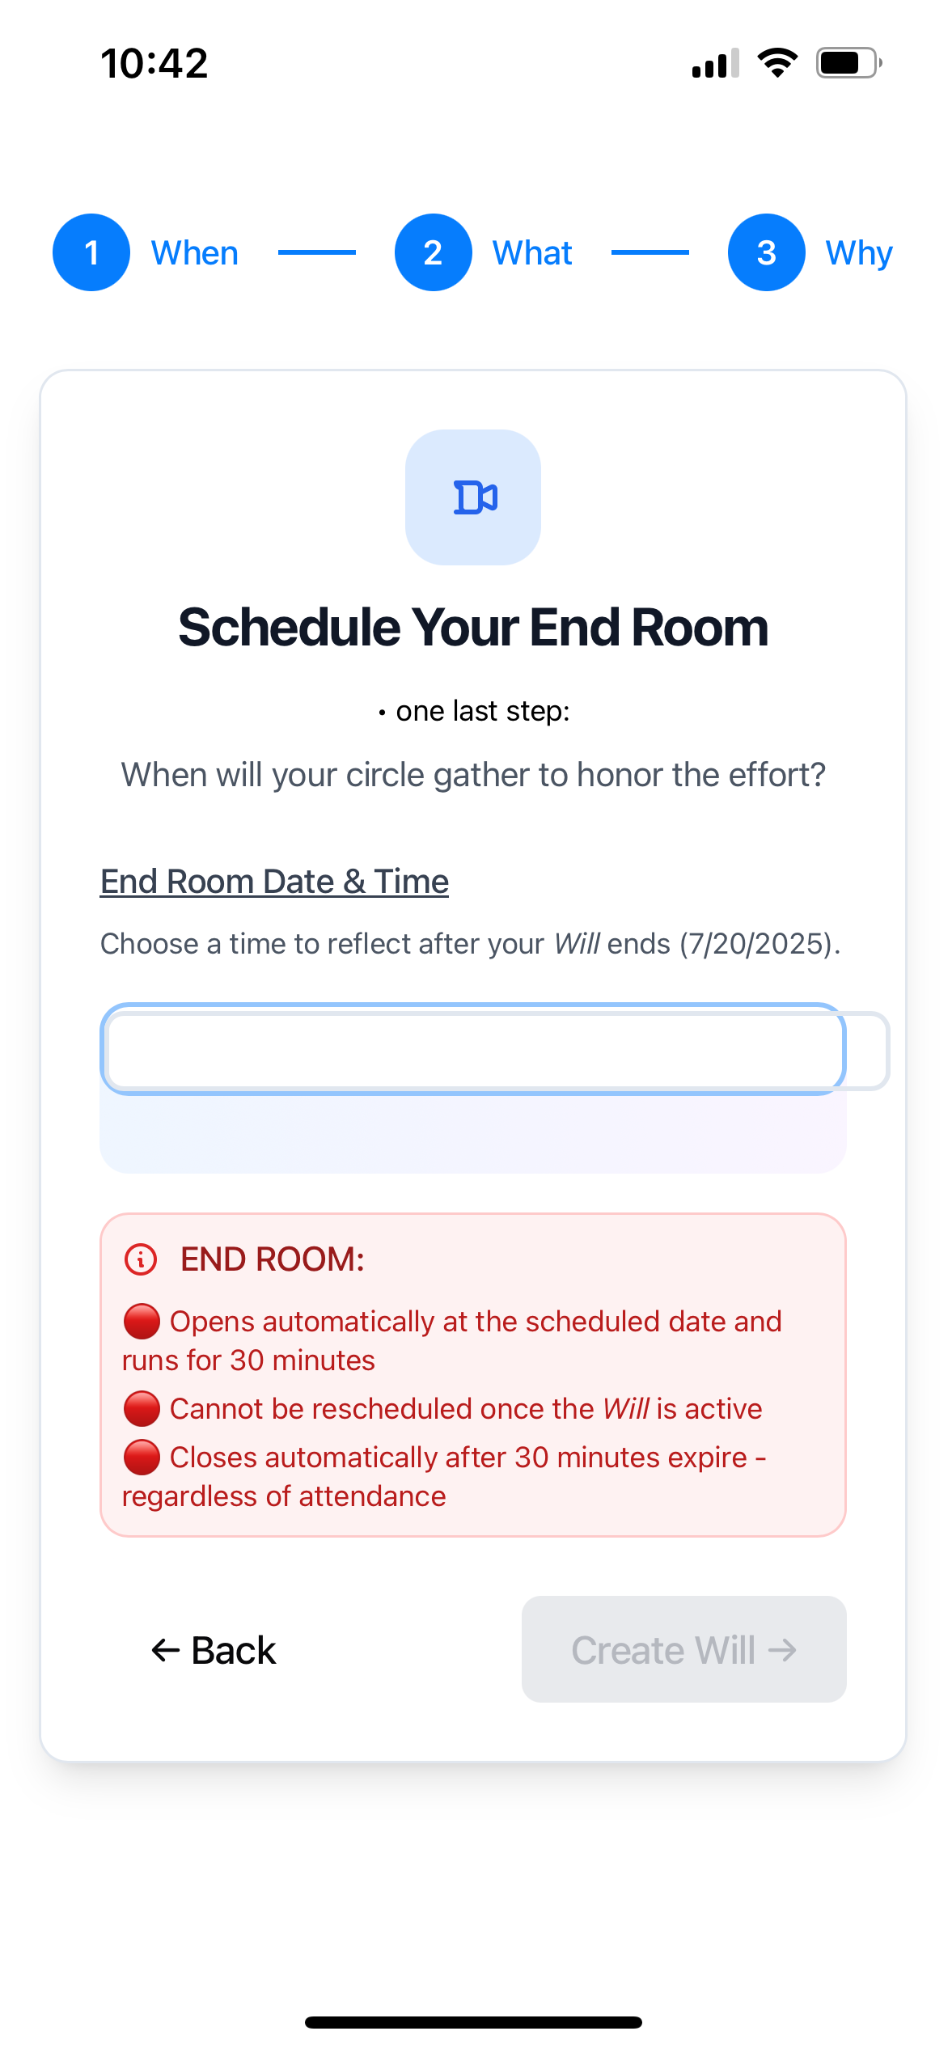 10:42
1 When 2 What 3 Why
Schedule Your End Room
• one last step:
When will your circle gather to honor the effort?
End Room Date & Time
Choose a time to reflect after your Will ends (7/20/2025).
END ROOM:
🔴 Opens automatically at the scheduled date and
runs for 30 minutes
🔴 Cannot be rescheduled once the Will is active
🔴 Closes automatically after 30 minutes expire -
regardless of attendance
← Back
Create Will →